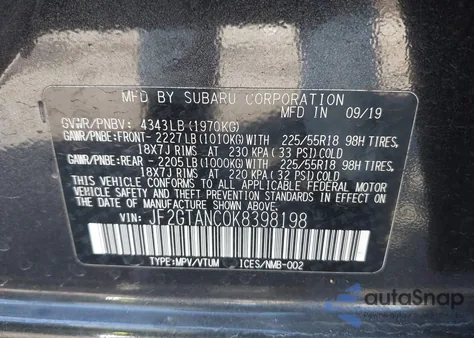 MFD BY SUBARU CORPORATION
MFD IN 09/19
GVWR/PNBV: 4343LB (1970KG)
GAWR/PNBE:FRONT- 2227LB(1010KG)WITH 225/55R18 98H TIRES,
18X7J RIMS AT 230 KPA(33 PSI)COLD
GAWR/PNBE:REAR - 2205LB(1000KG)WITH 225/55R18 98H TIRES,
18X7J RIMS AT 220 KPA(32 PSI)COLD
THIS VEHICLE CONFORMS TO ALL APPLICABLE FEDERAL MOTOR
VEHICLE SAFETY AND THEFT PREVENTION STANDARDS IN EFFECT
ON THE DATE OF MANUFACTURE SHOWN ABOVE.
VIN: JF2GTANC0K8398198
TYPE:MPV/VTUM ICES/NMB-002
autoSnap